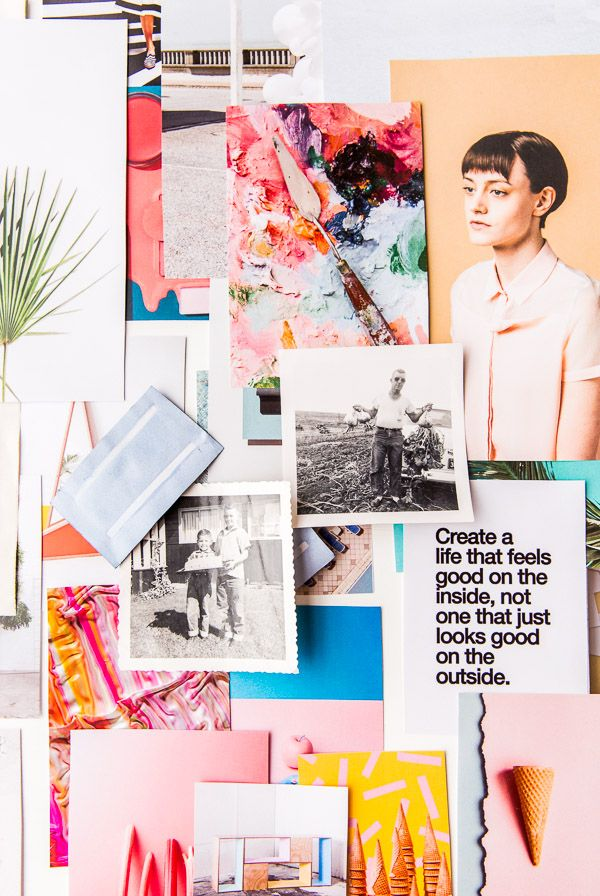 Create a
life that feels
good on the
inside, not
one that just
looks good
on the
outside.